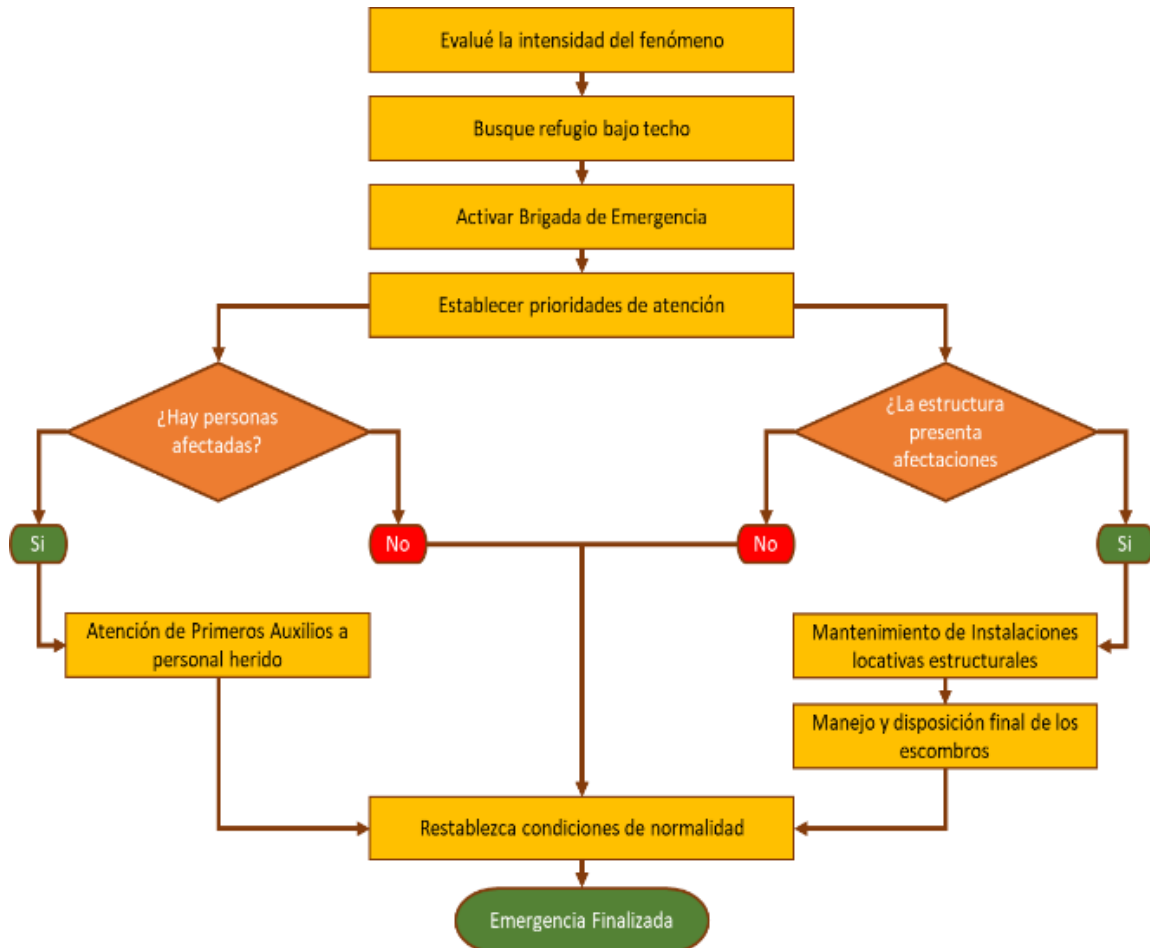 Evalué la intensidad del fenómeno
Busque refugio bajo techo
Activar Brigada de Emergencia
Establecer prioridades de atención
¿Hay personas
afectadas?
¿La estructura
presenta
afectaciones
Si
No
No
Si
Atención de Primeros Auxilios a
personal herido
Mantenimiento de Instalaciones
locativas estructurales
Manejo y disposición final de los
escombros
Restablezca condiciones de normalidad
Emergencia Finalizada